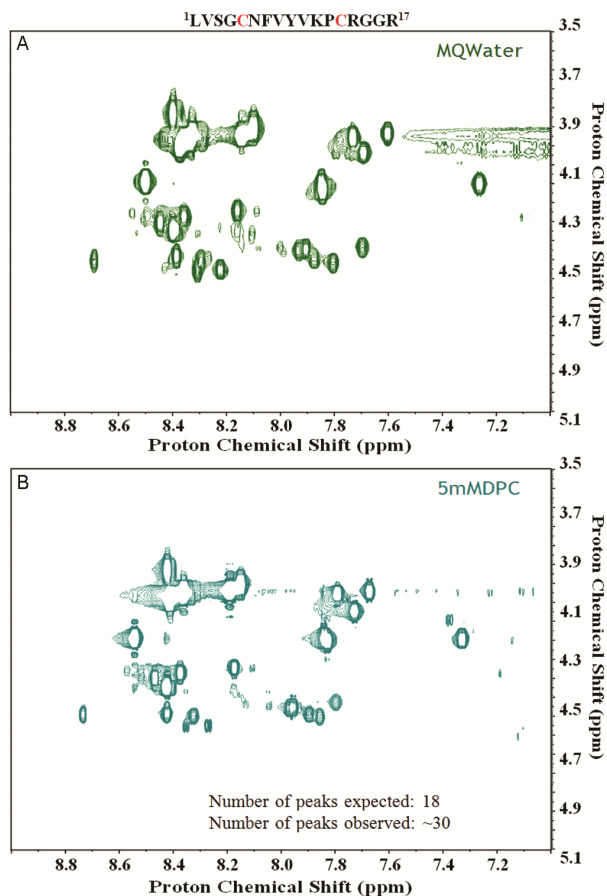 ¹LVSGCNFVYVKPCRGGR¹⁷
A
MQWater
3.5
3.7
3.9
4.1
4.3
4.5
4.7
4.9
5.1
Proton Chemical Shift (ppm)
8.8 8.6 8.4 8.2 8.0 7.8 7.6 7.4 7.2
Proton Chemical Shift (ppm)
B
5mMDPC
3.5
3.7
3.9
4.1
4.3
4.5
4.7
4.9
5.1
Proton Chemical Shift (ppm)
Number of peaks expected: 18
Number of peaks observed: ~30
8.8 8.6 8.4 8.2 8.0 7.8 7.6 7.4 7.2
Proton Chemical Shift (ppm)